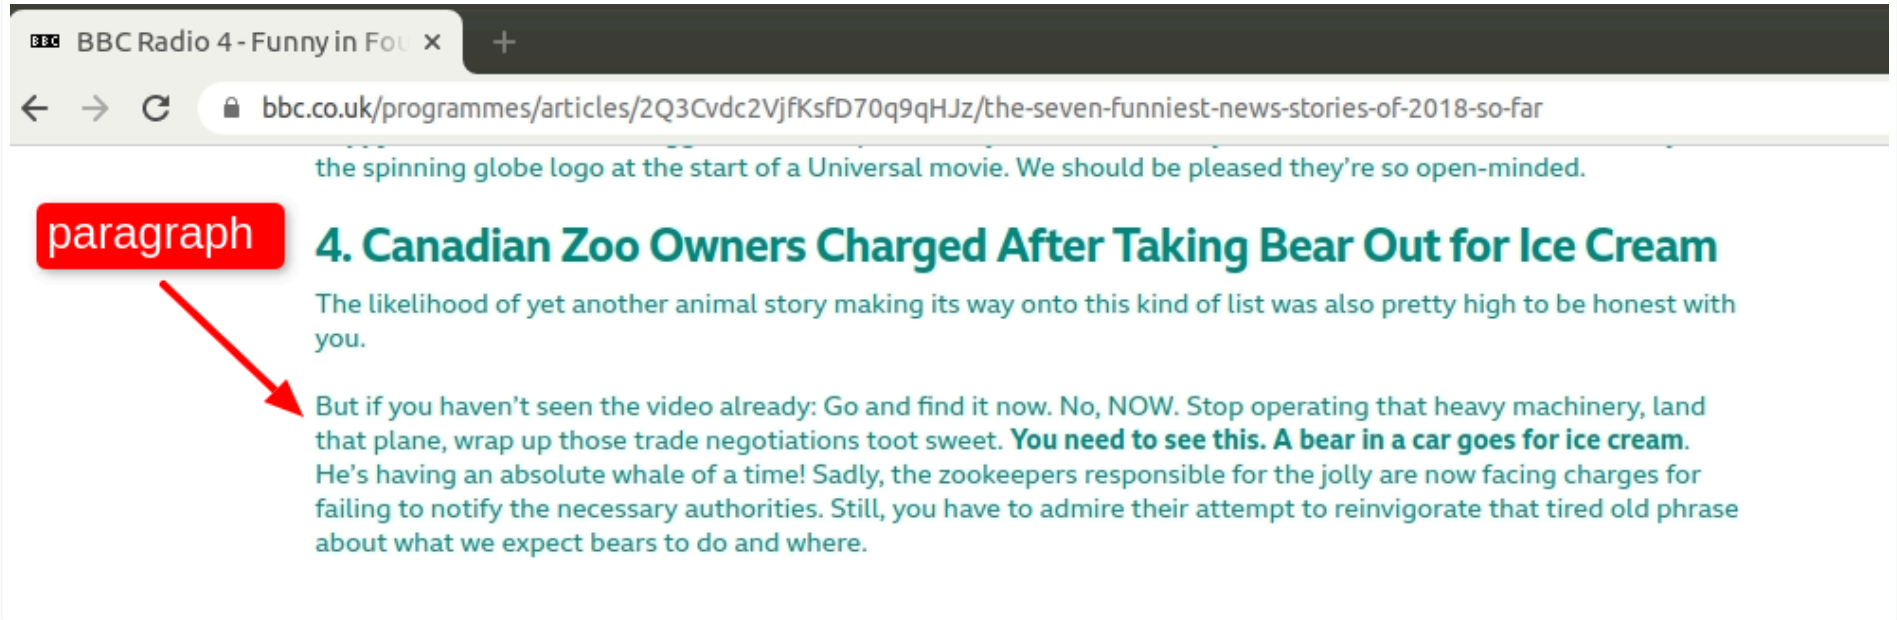 BBC BBC Radio 4 - Funny in Fou
bbc.co.uk/programmes/articles/2Q3Cvdc2VjfKsfD70q9qHJz/the-seven-funniest-news-stories-of-2018-so-far
the spinning globe logo at the start of a Universal movie. We should be pleased they’re so open-minded.
paragraph
4. Canadian Zoo Owners Charged After Taking Bear Out for Ice Cream
The likelihood of yet another animal story making its way onto this kind of list was also pretty high to be honest with
you.
But if you haven’t seen the video already: Go and find it now. No, NOW. Stop operating that heavy machinery, land
that plane, wrap up those trade negotiations toot sweet. You need to see this. A bear in a car goes for ice cream.
He’s having an absolute whale of a time! Sadly, the zookeepers responsible for the jolly are now facing charges for
failing to notify the necessary authorities. Still, you have to admire their attempt to reinvigorate that tired old phrase
about what we expect bears to do and where.